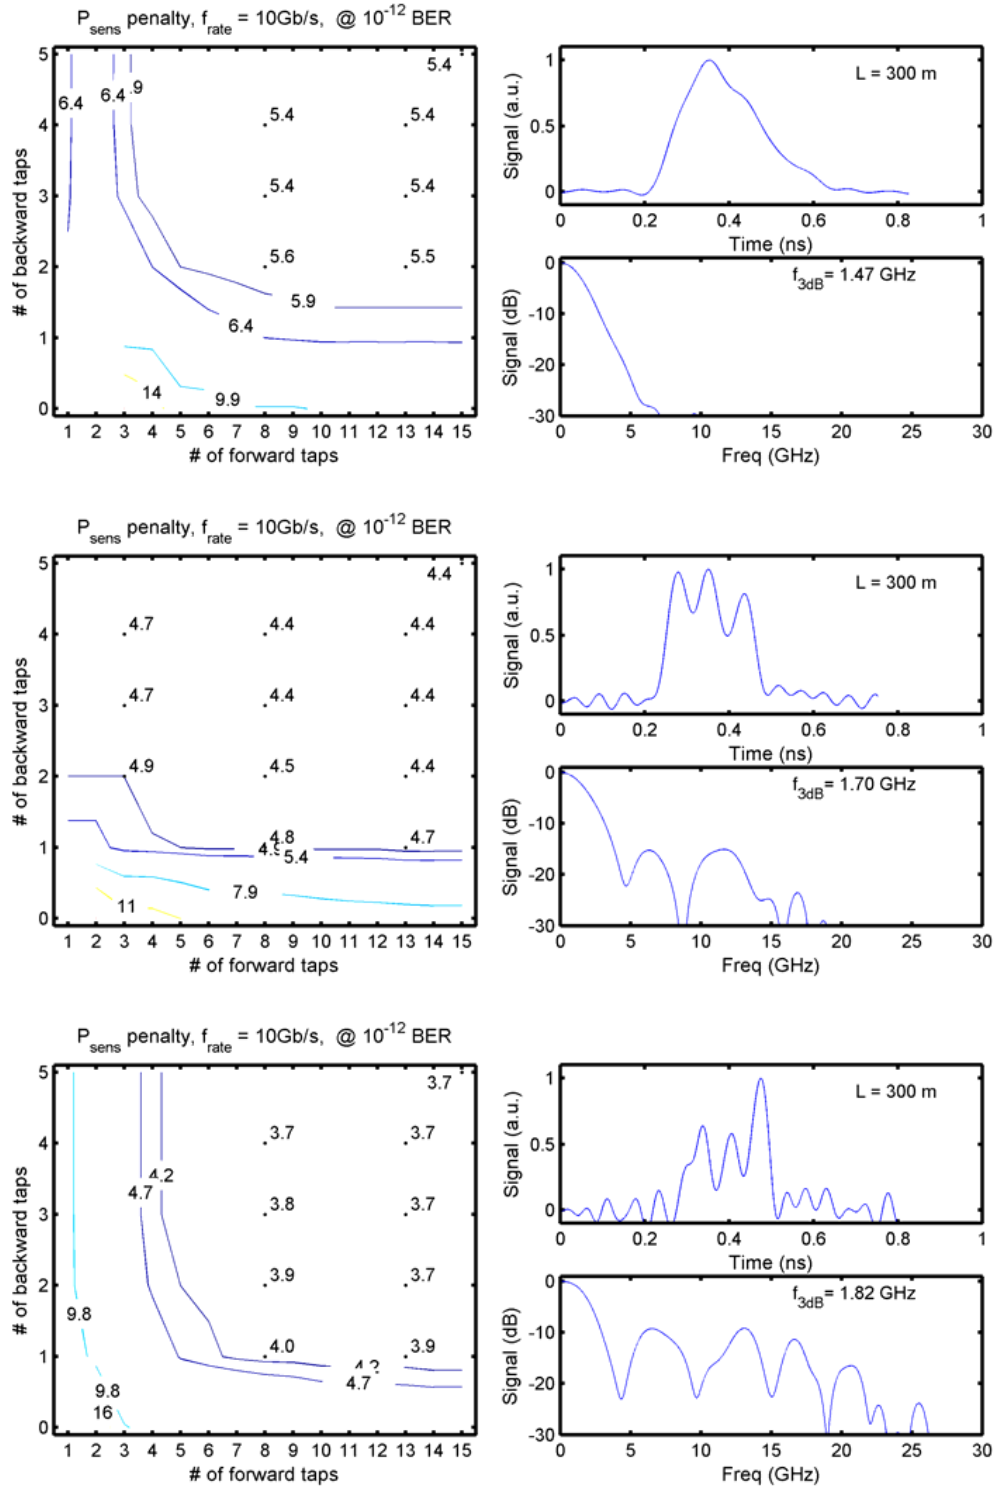 P_sens penalty, f_rate = 10Gb/s, @ 10^-12 BER
5
4
3
2
1
0
# of backward taps
6.4
6.4
.9
5.4
5.4
5.4
5.4
5.4
5.6
5.5
5.9
6.4
14
9.9
1 2 3 4 5 6 7 8 9 10 11 12 13 14 15
# of forward taps
1
0.5
0
Signal (a.u.)
L = 300 m
0 0.2 0.4 0.6 0.8 1
Time (ns)
0
-10
-20
-30
Signal (dB)
f_3dB= 1.47 GHz
0 5 10 15 20 25 30
Freq (GHz)
P_sens penalty, f_rate = 10Gb/s, @ 10^-12 BER
5
4
3
2
1
0
# of backward taps
4.4
4.7
4.4
4.4
4.7
4.4
4.4
4.9
4.5
4.4
4.8
4.7
4.9
5.4
7.9
11
1 2 3 4 5 6 7 8 9 10 11 12 13 14 15
# of forward taps
1
0.5
0
Signal (a.u.)
L = 300 m
0 0.2 0.4 0.6 0.8 1
Time (ns)
0
-10
-20
-30
Signal (dB)
f_3dB= 1.70 GHz
0 5 10 15 20 25 30
Freq (GHz)
P_sens penalty, f_rate = 10Gb/s, @ 10^-12 BER
5
4
3
2
1
0
# of backward taps
3.7
3.7
3.7
4.2
4.7
3.8
3.7
3.9
3.7
9.8
4.0
3.9
4.2
4.7
9.8
16
1 2 3 4 5 6 7 8 9 10 11 12 13 14 15
# of forward taps
1
0.5
0
Signal (a.u.)
L = 300 m
0 0.2 0.4 0.6 0.8 1
Time (ns)
0
-10
-20
-30
Signal (dB)
f_3dB= 1.82 GHz
0 5 10 15 20 25 30
Freq (GHz)